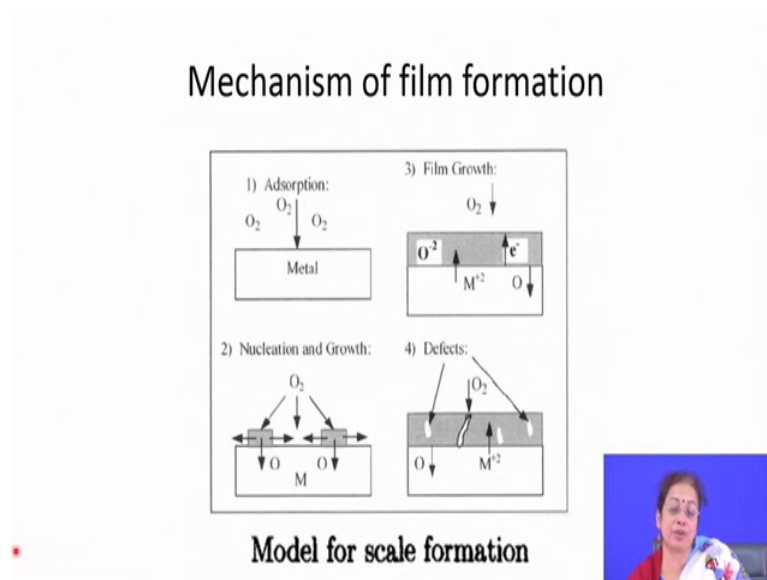 Mechanism of film formation
1) Adsorption:
O2
O2
O2
Metal
2) Nucleation and Growth:
O2
O
O
M
3) Film Growth:
O2
O-2
e-
M+2
O
4) Defects:
O2
O
M+2
Model for scale formation